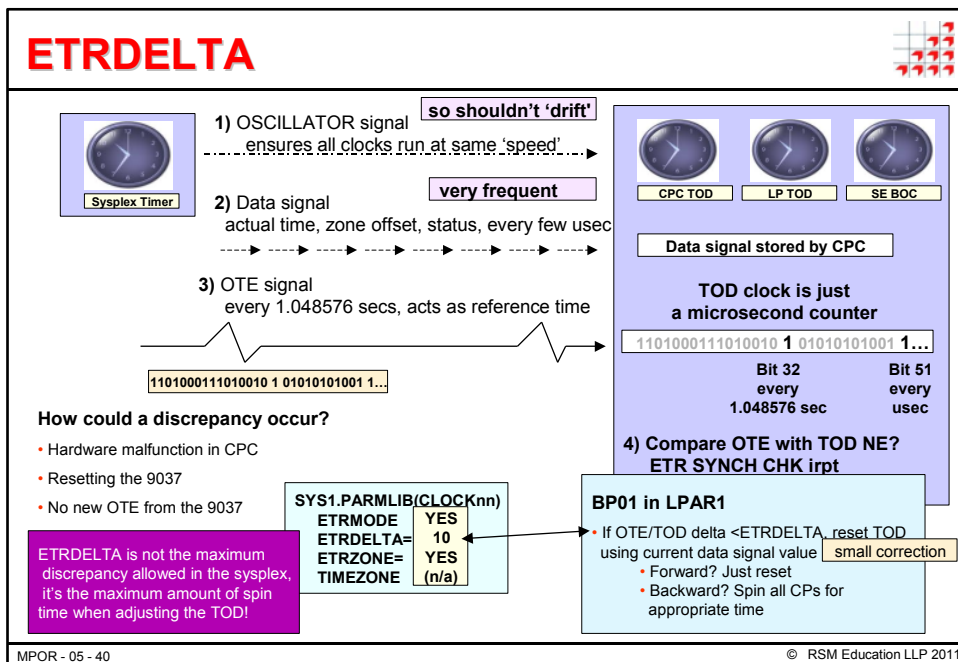 ETRDELTA
so shouldn't 'drift'
1) OSCILLATOR signal
ensures all clocks run at same 'speed'
Sysplex Timer
very frequent
2) Data signal
actual time, zone offset, status, every few usec
3) OTE signal
every 1.048576 secs, acts as reference time
1101000111010010 1 01010101001 1…
CPC TOD
LP TOD
SE BOC
Data signal stored by CPC
TOD clock is just
a microsecond counter
1101000111010010 1 01010101001 1…
Bit 32
every
1.048576 sec
Bit 51
every
usec
4) Compare OTE with TOD NE?
ETR SYNCH CHK irpt
How could a discrepancy occur?
• Hardware malfunction in CPC
• Resetting the 9037
• No new OTE from the 9037
SYS1.PARMLIB(CLOCKnn)
ETRMODE YES
ETRDELTA= 10
ETRZONE= YES
TIMEZONE (n/a)
ETRDELTA is not the maximum
discrepancy allowed in the sysplex,
it's the maximum amount of spin
time when adjusting the TOD!
BP01 in LPAR1
• If OTE/TOD delta <ETRDELTA, reset TOD
using current data signal value
small correction
• Forward? Just reset
• Backward? Spin all CPs for
appropriate time
MPOR - 05 - 40
© RSM Education LLP 2011